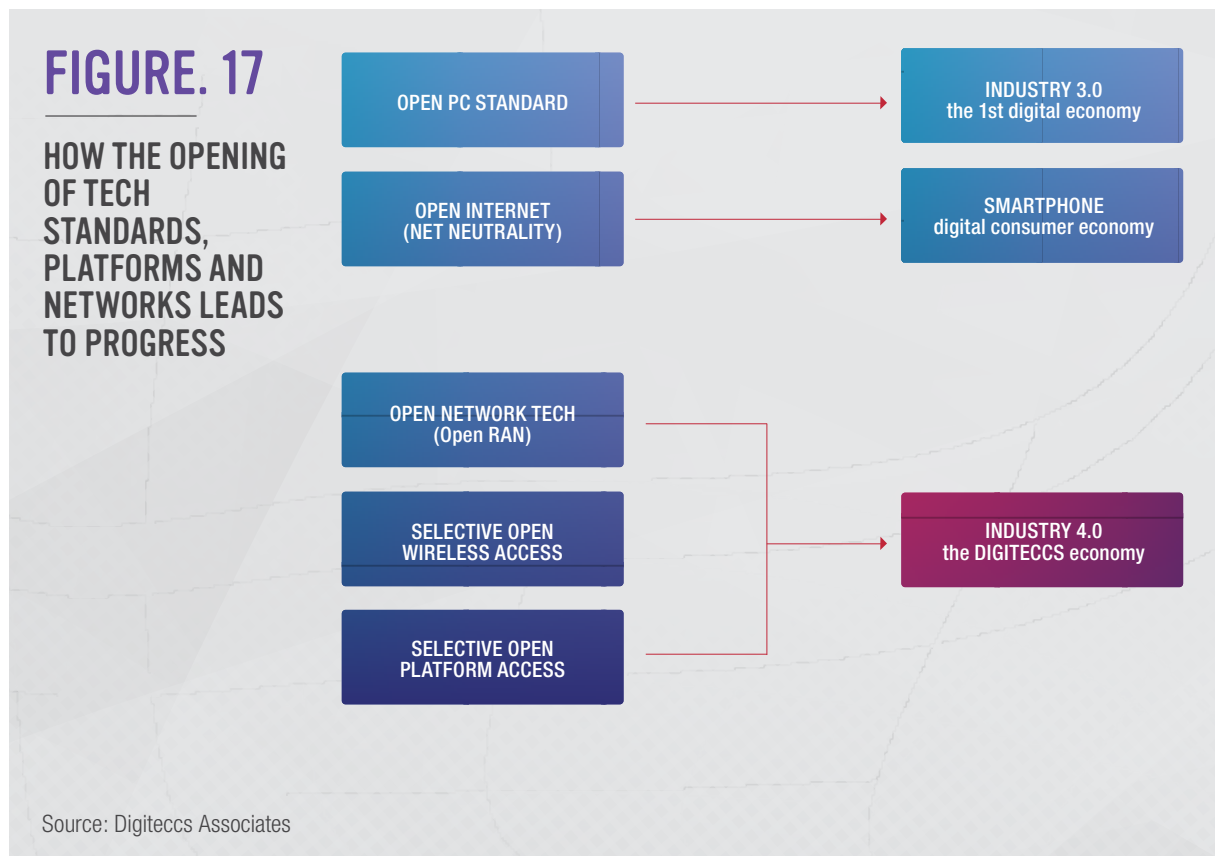 FIGURE. 17
HOW THE OPENING
OF TECH
STANDARDS,
PLATFORMS AND
NETWORKS LEADS
TO PROGRESS
OPEN PC STANDARD
INDUSTRY 3.0
the 1st digital economy
OPEN INTERNET
(NET NEUTRALITY)
SMARTPHONE
digital consumer economy
OPEN NETWORK TECH
(Open RAN)
SELECTIVE OPEN
WIRELESS ACCESS
SELECTIVE OPEN
PLATFORM ACCESS
INDUSTRY 4.0
the DIGITECCS economy
Source: Digiteccs Associates